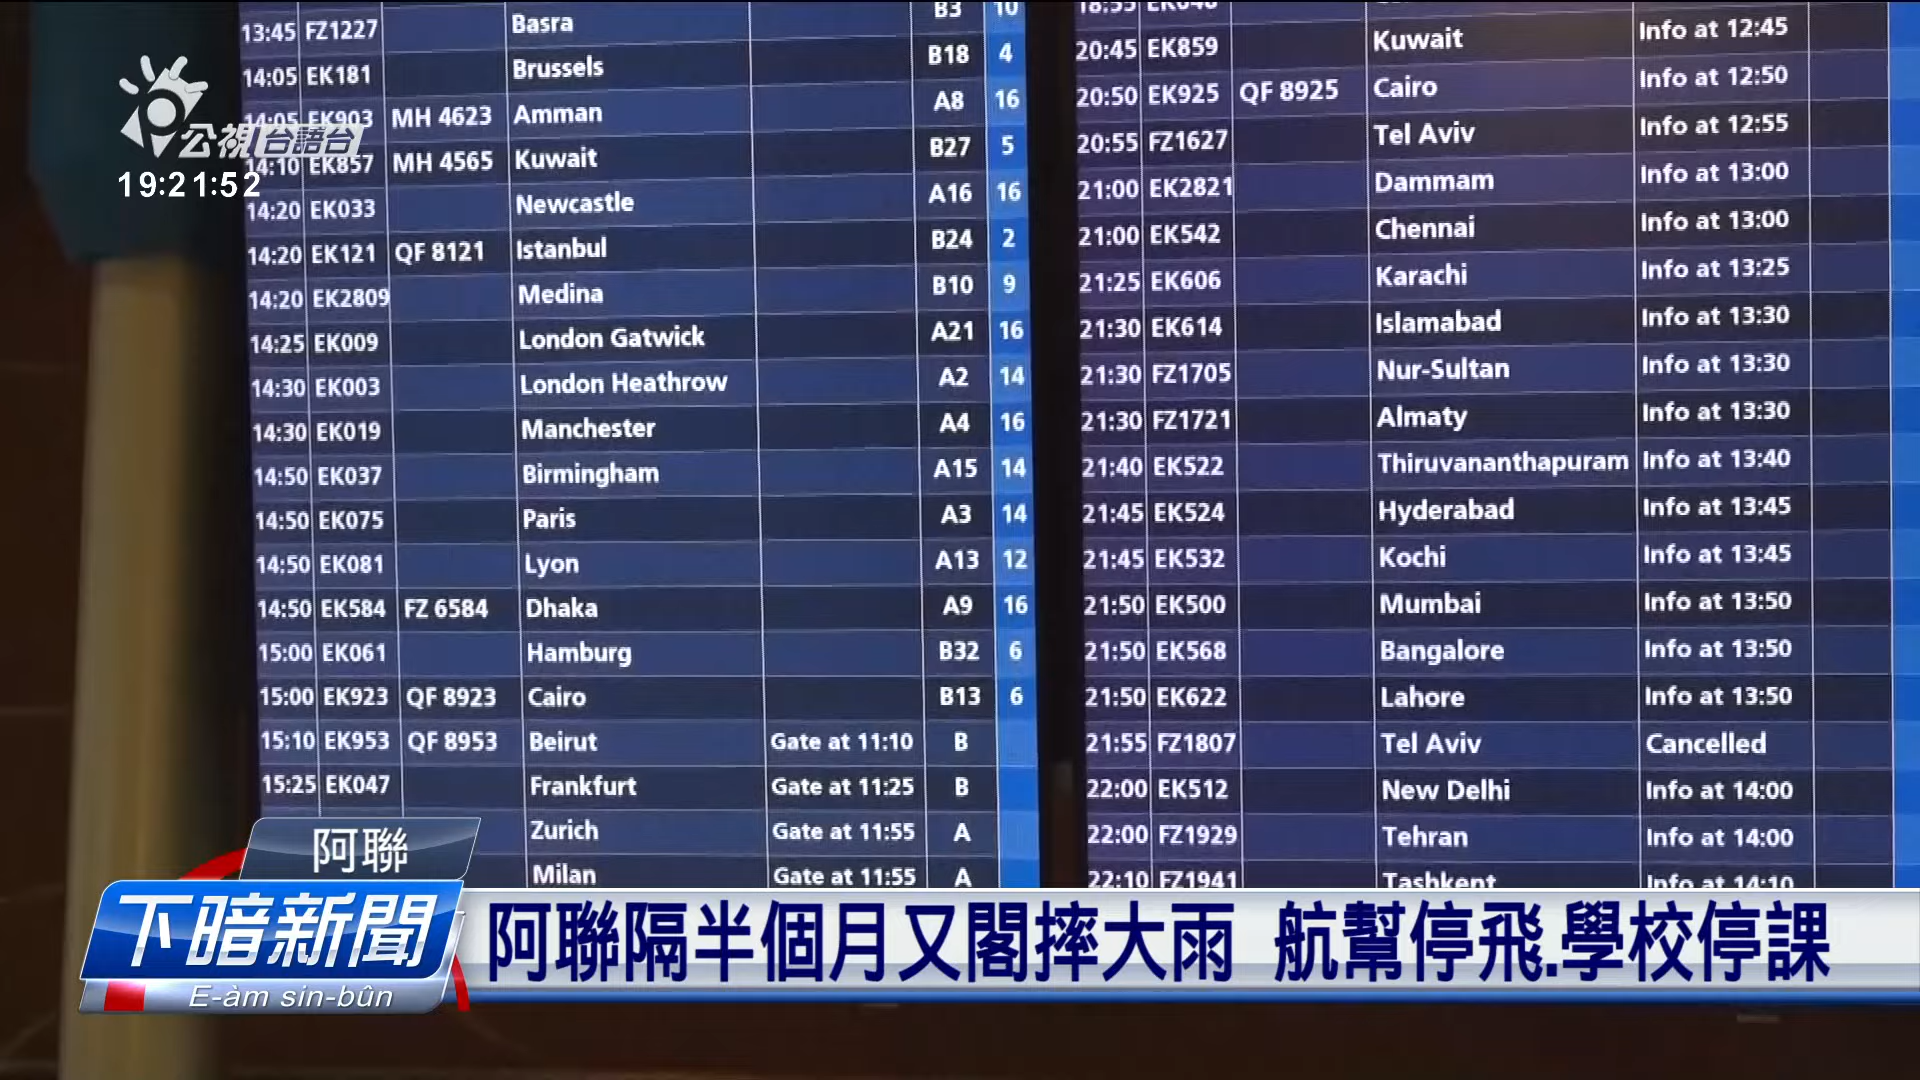 公視台語台
19:21:52
13:45 FZ1227 Basra B3 10
14:05 EK181 Brussels B18 4
14:05 EK903 MH 4623 Amman A8 16
14:10 EK857 MH 4565 Kuwait B27 5
14:20 EK033 Newcastle A16 16
14:20 EK121 QF 8121 Istanbul B24 2
14:20 EK2809 Medina B10 9
14:25 EK009 London Gatwick A21 16
14:30 EK003 London Heathrow A2 14
14:30 EK019 Manchester A4 16
14:50 EK037 Birmingham A15 14
14:50 EK075 Paris A3 14
14:50 EK081 Lyon A13 12
14:50 EK584 FZ 6584 Dhaka A9 16
15:00 EK061 Hamburg B32 6
15:00 EK923 QF 8923 Cairo B13 6
15:10 EK953 QF 8953 Beirut Gate at 11:10 B
15:25 EK047 Frankfurt Gate at 11:25 B
Zurich Gate at 11:55 A
Milan Gate at 11:55 A
20:45 EK859 Kuwait Info at 12:45
20:50 EK925 QF 8925 Cairo Info at 12:50
20:55 FZ1627 Tel Aviv Info at 12:55
21:00 EK2821 Dammam Info at 13:00
21:00 EK542 Chennai Info at 13:00
21:25 EK606 Karachi Info at 13:25
21:30 EK614 Islamabad Info at 13:30
21:30 FZ1705 Nur-Sultan Info at 13:30
21:30 FZ1721 Almaty Info at 13:30
21:40 EK522 Thiruvananthapuram Info at 13:40
21:45 EK524 Hyderabad Info at 13:45
21:45 EK532 Kochi Info at 13:45
21:50 EK500 Mumbai Info at 13:50
21:50 EK568 Bangalore Info at 13:50
21:50 EK622 Lahore Info at 13:50
21:55 FZ1807 Tel Aviv Cancelled
22:00 EK512 New Delhi Info at 14:00
22:00 FZ1929 Tehran Info at 14:00
22:10 FZ1941 Tashkent Info at 14:10
阿聯
下暗新聞
E-àm sin-bûn
阿聯隔半個月又閣摔大雨 航幫停飛.學校停課